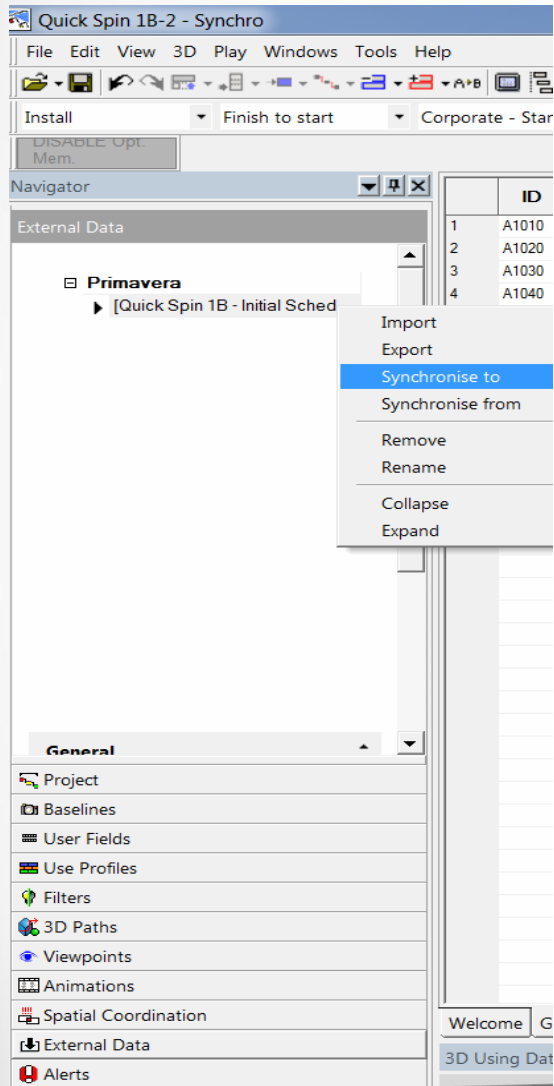 Quick Spin 1B-2 - Synchro
File Edit View 3D Play Windows Tools Help
A▸B
Install Finish to start Corporate - Stan
DISABLE Opt.
Mem.
Navigator
ID
External Data
1 A1010
2 A1020
3 A1030
4 A1040
Primavera
[Quick Spin 1B - Initial Sched
Import
Export
Synchronise to
Synchronise from
Remove
Rename
Collapse
Expand
General
Project
Baselines
User Fields
Use Profiles
Filters
3D Paths
Viewpoints
Animations
Spatial Coordination
External Data
Alerts
Welcome G
3D Using Dat